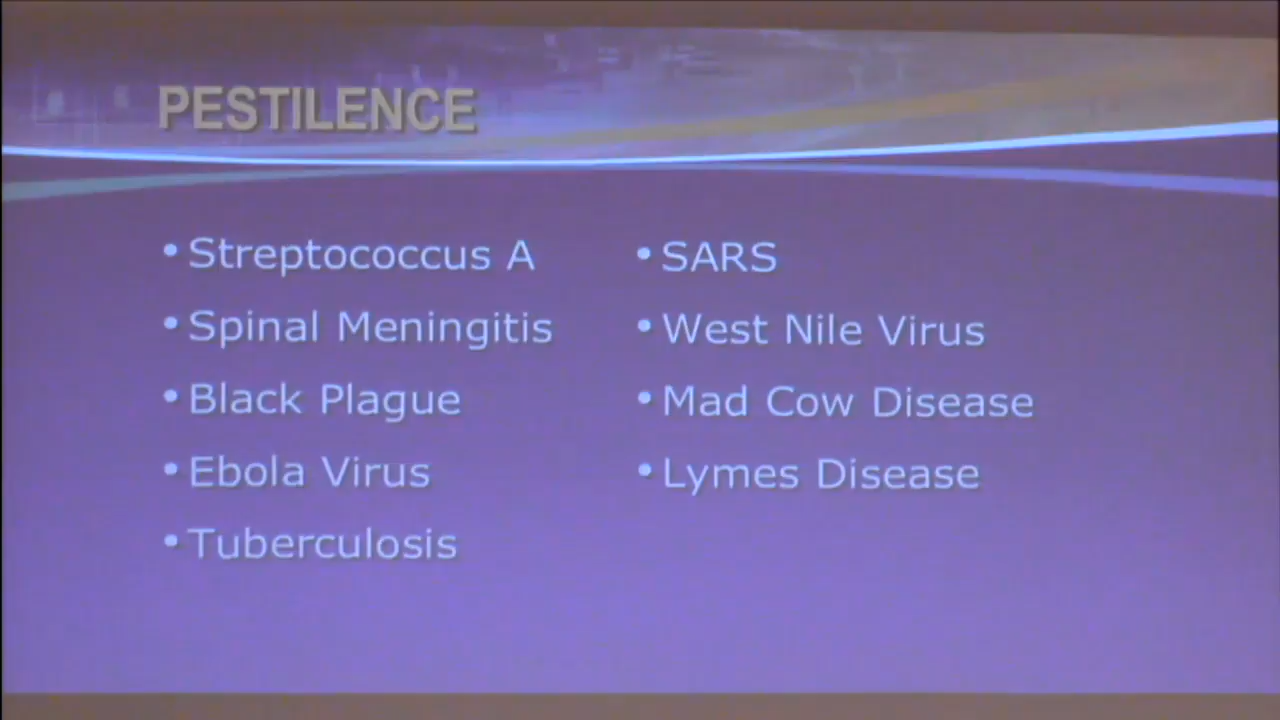 PESTILENCE
• Streptococcus A
• Spinal Meningitis
• Black Plague
• Ebola Virus
• Tuberculosis
• SARS
• West Nile Virus
• Mad Cow Disease
• Lymes Disease